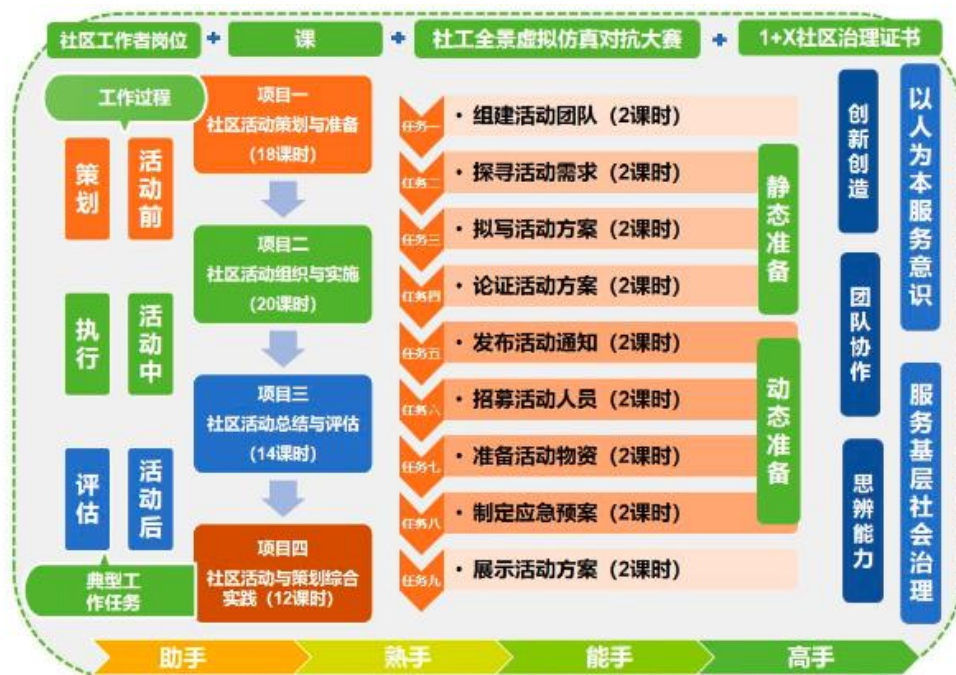 社区工作者岗位 + 课 + 社工全景虚拟仿真对抗大赛 + 1+X社区治理证书
工作过程
策划
活动前
执行
活动中
评估
活动后
典型工
作任务
项目一
社区活动策划与准备
(18课时)
项目二
社区活动组织与实施
(20课时)
项目三
社区活动总结与评估
(14课时)
项目四
社区活动与策划综合
实践(12课时)
任务一
• 组建活动团队(2课时)
任务二
• 探寻活动需求(2课时)
任务三
• 拟写活动方案(2课时)
任务四
• 论证活动方案(2课时)
任务五
• 发布活动通知(2课时)
任务六
• 招募活动人员(2课时)
任务七
• 准备活动物资(2课时)
任务八
• 制定应急预案(2课时)
任务九
• 展示活动方案(2课时)
静态准备
动态准备
创新创造
团队协作
思辨能力
以人为本服务意识
服务基层社会治理
助手
熟手
能手
高手